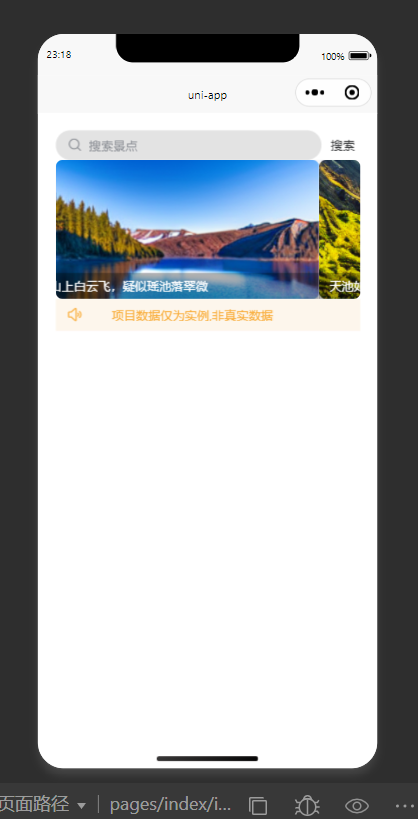 23:18
100%
uni-app
搜索景点
搜索
山上白云飞，疑似瑶池落翠微
天池如
项目数据仅为实例,非真实数据
页面路径
pages/index/i...